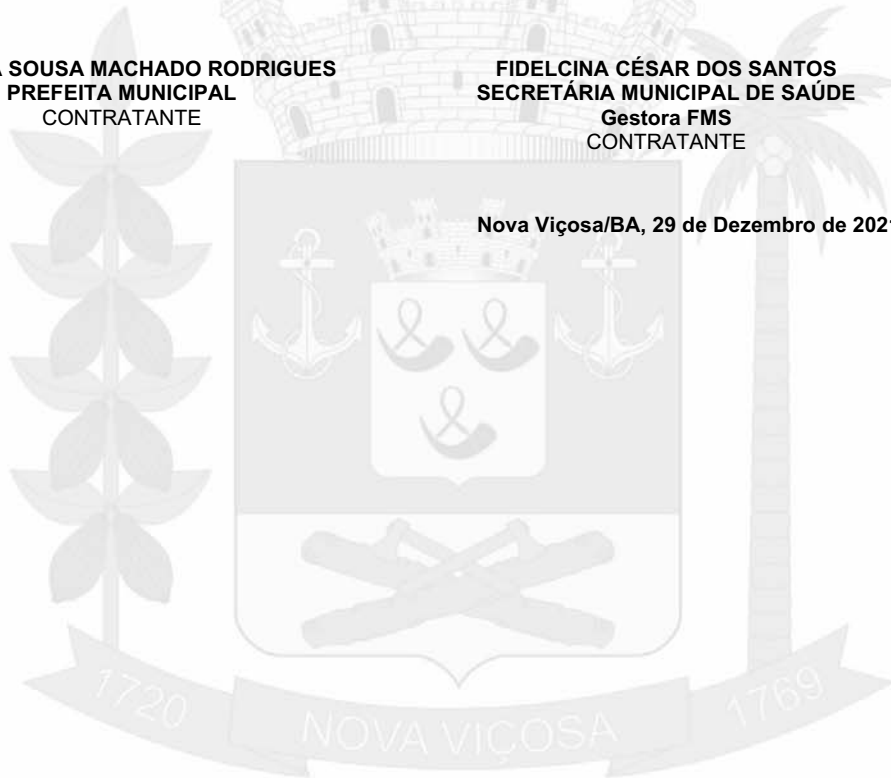 SOUSA MACHADO RODRIGUES
PREFEITA MUNICIPAL
CONTRATANTE
FIDELCINA CÉSAR DOS SANTOS
SECRETÁRIA MUNICIPAL DE SAÚDE
Gestora FMS
CONTRATANTE
Nova Viçosa/BA, 29 de Dezembro de 2021
1720
NOVA VIÇOSA
1769